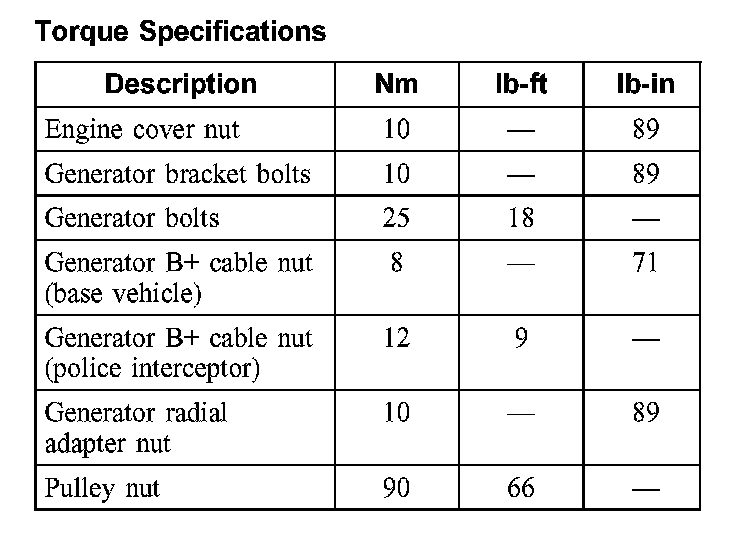 Torque Specifications
Description Nm lb-ft lb-in
Engine cover nut 10 — 89
Generator bracket bolts 10 — 89
Generator bolts 25 18 —
Generator B+ cable nut 8 — 71
(base vehicle)
Generator B+ cable nut 12 9 —
(police interceptor)
Generator radial 10 — 89
adapter nut
Pulley nut 90 66 —